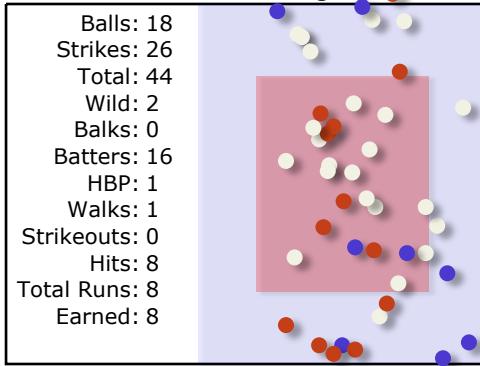 Balls: 18
Strikes: 26
Total: 44
Wild: 2
Balks: 0
Batters: 16
HBP: 1
Walks: 1
Strikeouts: 0
Hits: 8
Total Runs: 8
Earned: 8